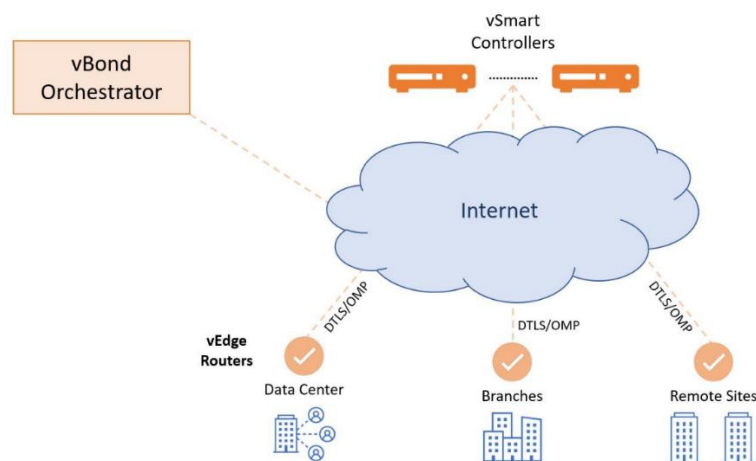 vSmart
Controllers
vBond
Orchestrator
Internet
DTLS/OMP
DTLS/OMP
DTLS/OMP
vEdge
Routers
Data Center
Branches
Remote Sites